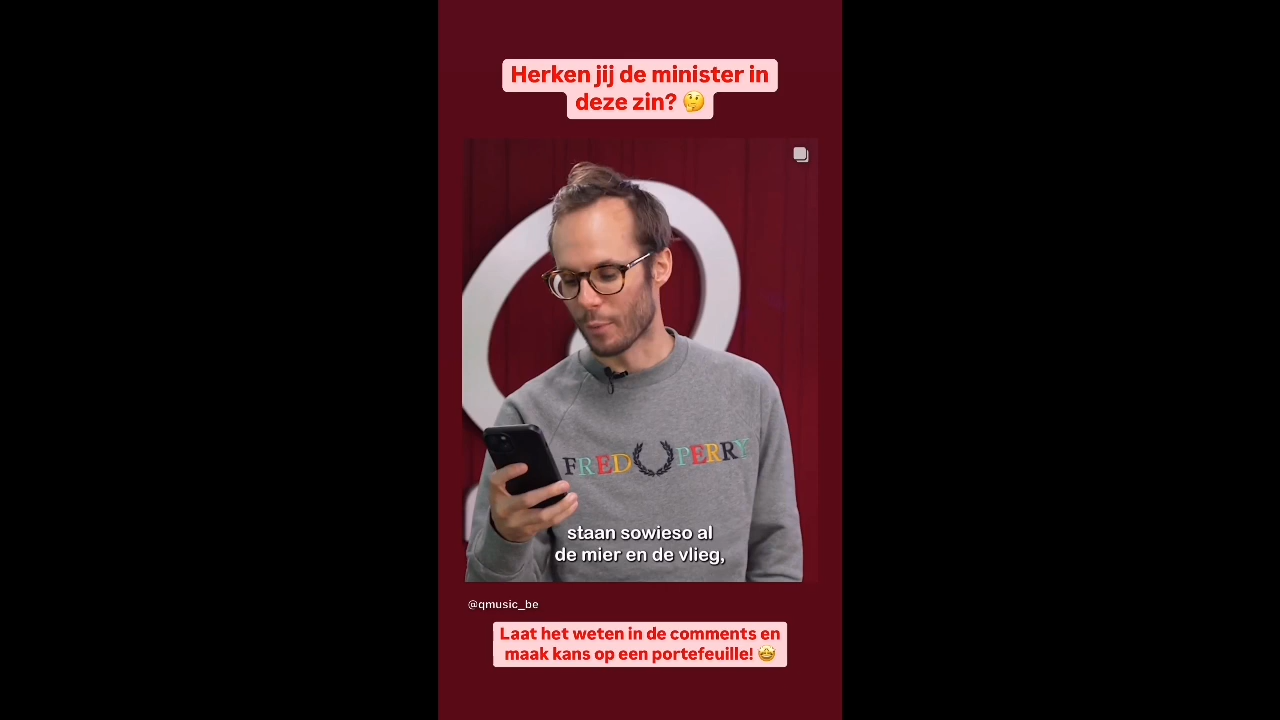 Herken jij de minister in
deze zin? 🤔
FRED PERRY
staan sowieso al
de mier en de vlieg,
@qmusic_be
Laat het weten in de comments en
maak kans op een portefeuille! 🤩